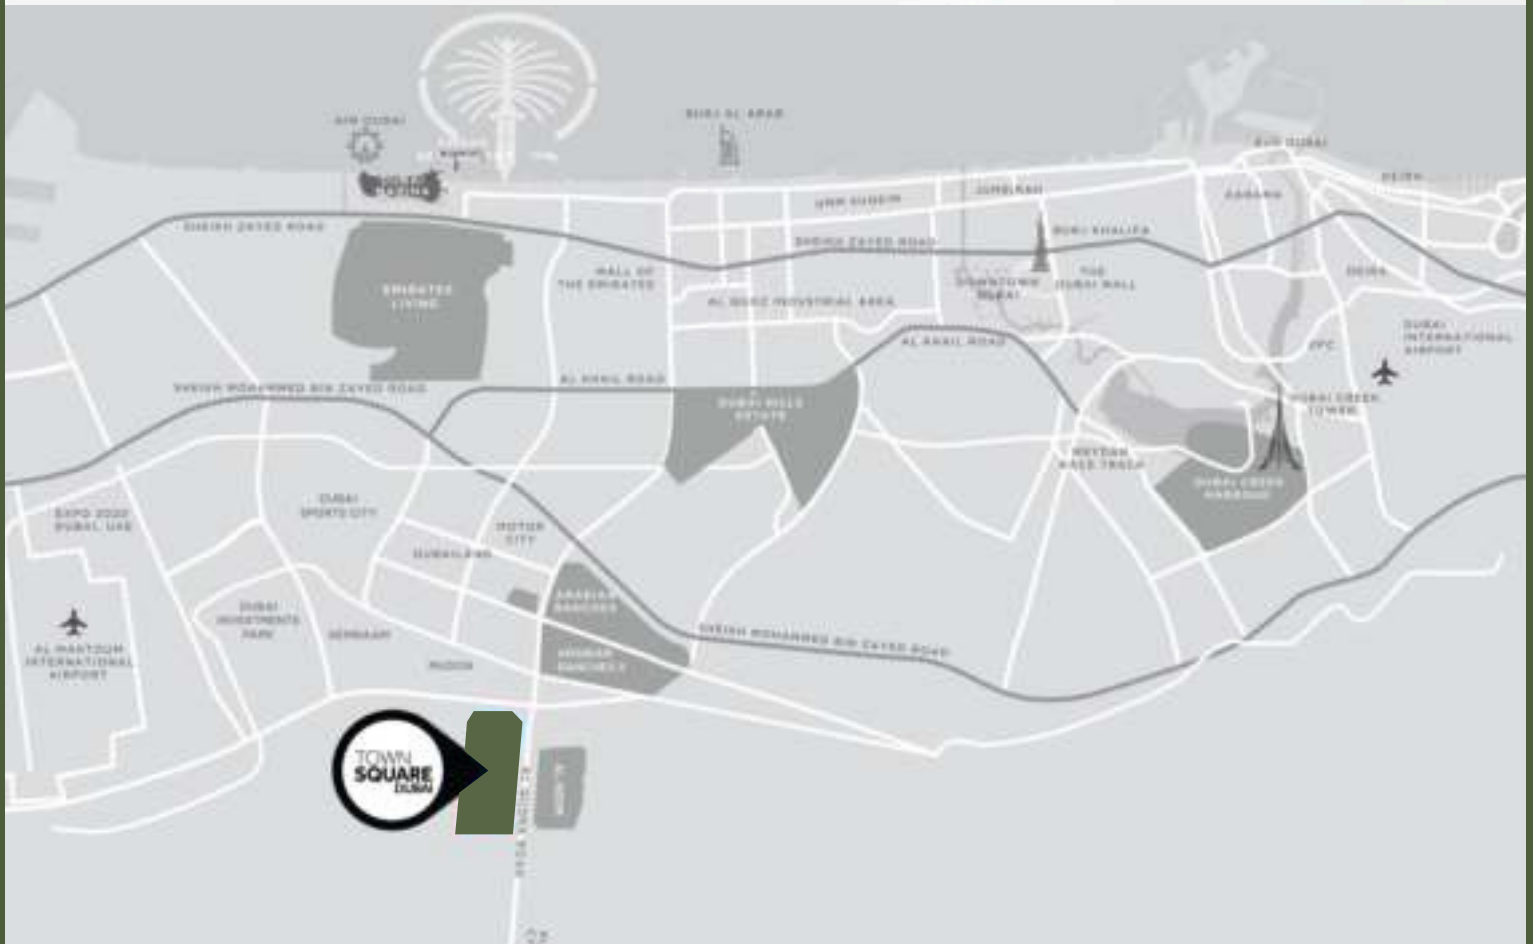 AIN DUBAI
BURJ AL ARAB
BUR DUBAI
DEIRA
KARAMA
JUMEIRAH
UMM SUQEIM
SHEIKH ZAYED ROAD
SHEIKH ZAYED ROAD
BURJ KHALIFA
MALL OF
THE EMIRATES
DOWNTOWN
DUBAI
THE
DUBAI MALL
DEIRA
EMIRATES
LIVING
AL QUOZ INDUSTRIAL AREA
DUBAI
INTERNATIONAL
AIRPORT
AL KHAIL ROAD
DFC
SHEIKH MOHAMMED BIN ZAYED ROAD
AL KHAIL ROAD
DUBAI HILLS
ESTATE
DUBAI CREEK
TOWER
MEYDAN
RACE TRACK
DUBAI CREEK
HARBOUR
EXPO 2020
DUBAI, UAE
DUBAI
SPORTS CITY
MOTOR
CITY
DUBAILAND
ARABIAN
RANCHES
DUBAI
INVESTMENTS
PARK
REMRAAM
SHEIKH MOHAMMED BIN ZAYED ROAD
AL MAKTOUM
INTERNATIONAL
AIRPORT
MUDON
ARABIAN
RANCHES II
TOWN
SQUARE
DUBAI